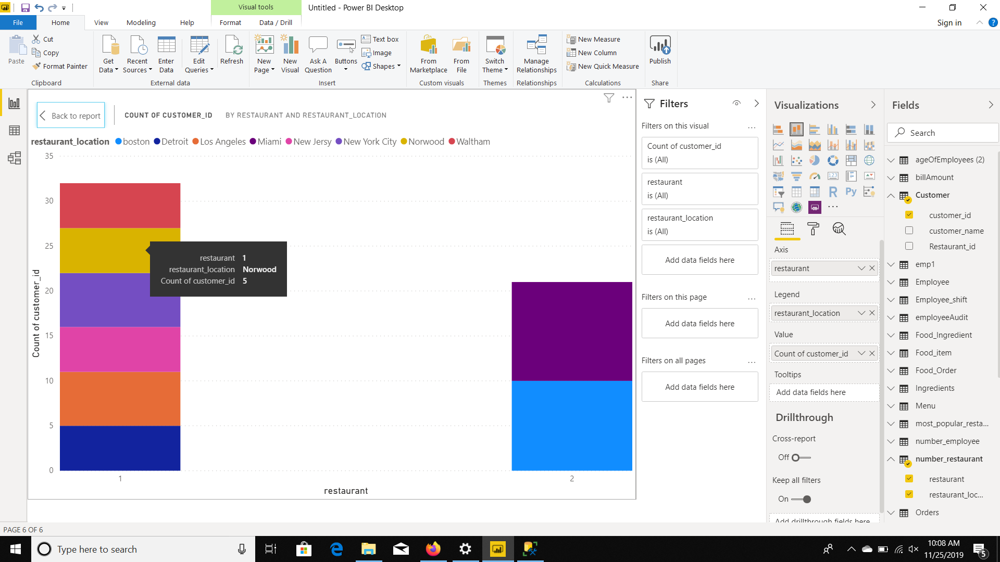 Visual tools
Untitled - Power BI Desktop
File
Home
View
Modeling
Help
Format
Data / Drill
Sign in
?
Paste
Cut
Copy
Format Painter
Clipboard
Get Data
Recent Sources
Enter Data
Edit Queries
Refresh
External data
New Page
New Visual
Ask A Question
Buttons
Text box
Image
Shapes
Insert
From Marketplace
From File
Custom visuals
Switch Theme
Themes
Manage Relationships
Relationships
New Measure
New Column
New Quick Measure
Calculations
Publish
Share
Back to report
COUNT OF CUSTOMER_ID
BY RESTAURANT AND RESTAURANT_LOCATION
restaurant_location boston Detroit Los Angeles Miami New Jersy New York City Norwood Waltham
35
30
25
20
15
10
5
0
Count of customer_id
restaurant 1
restaurant_location Norwood
Count of customer_id 5
1
2
restaurant
Filters
Filters on this visual
...
Count of customer_id
is (All)
restaurant
is (All)
restaurant_location
is (All)
Add data fields here
Filters on this page
...
Add data fields here
Filters on all pages
...
Add data fields here
Visualizations
123
R
Py
...
Axis
restaurant
Legend
restaurant_location
Value
Count of customer_id
Tooltips
Add data fields here
Drillthrough
Cross-report
Off
Keep all filters
On
Add drillthrough fields here
Fields
Search
ageOfEmployees (2)
billAmount
Customer
customer_id
customer_name
Restaurant_id
emp1
Employee
Employee_shift
employeeAudit
Food_Ingredient
Food_item
Food_Order
Ingredients
Menu
most_popular_resta...
number_employee
number_restaurant
restaurant
restaurant_loc...
Orders
PAGE 6 OF 6
Type here to search
10:08 AM
11/25/2019
5